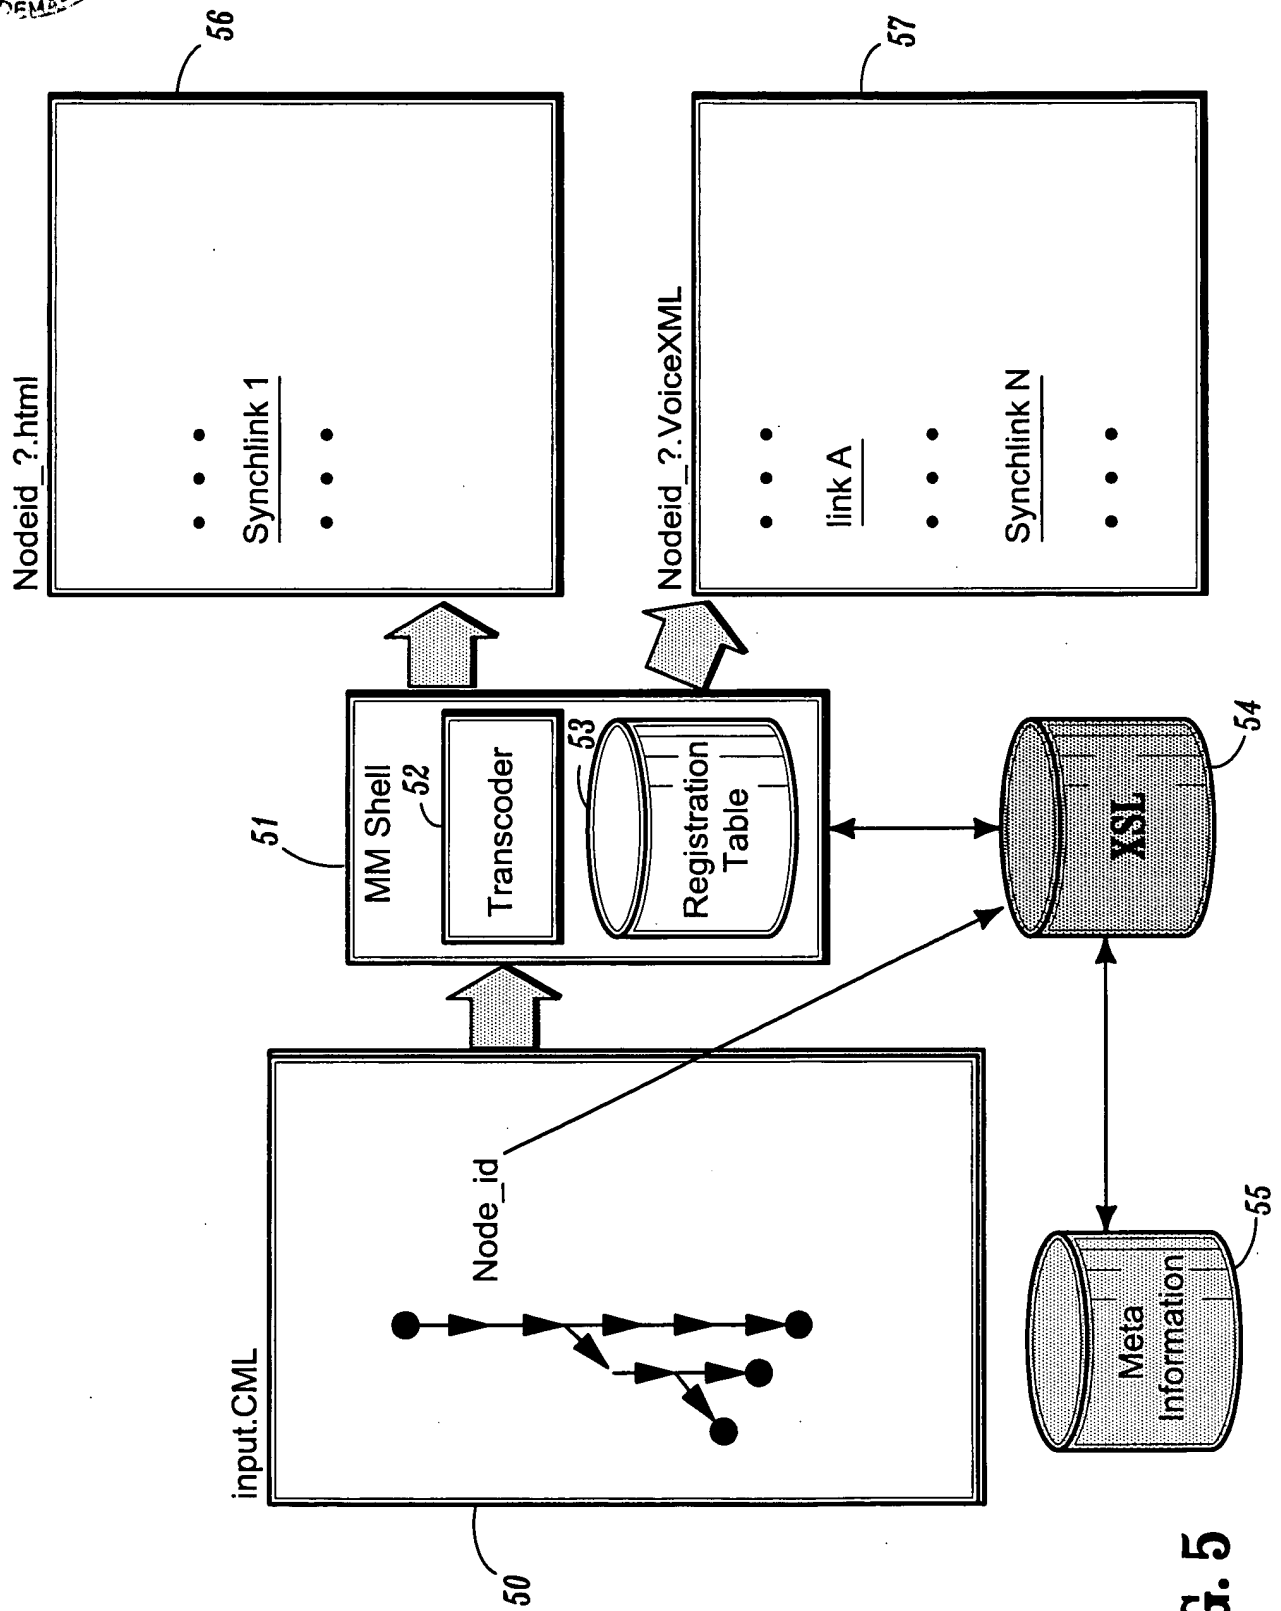 input.CML
50
Node_id
MM Shell
51
52
Transcoder
53
Registration
Table
XSL
54
Meta
Information
55
Nodeid_?.html
56
Synchlink 1
Nodeid_?.VoiceXML
57
link A
Synchlink N
G. 5